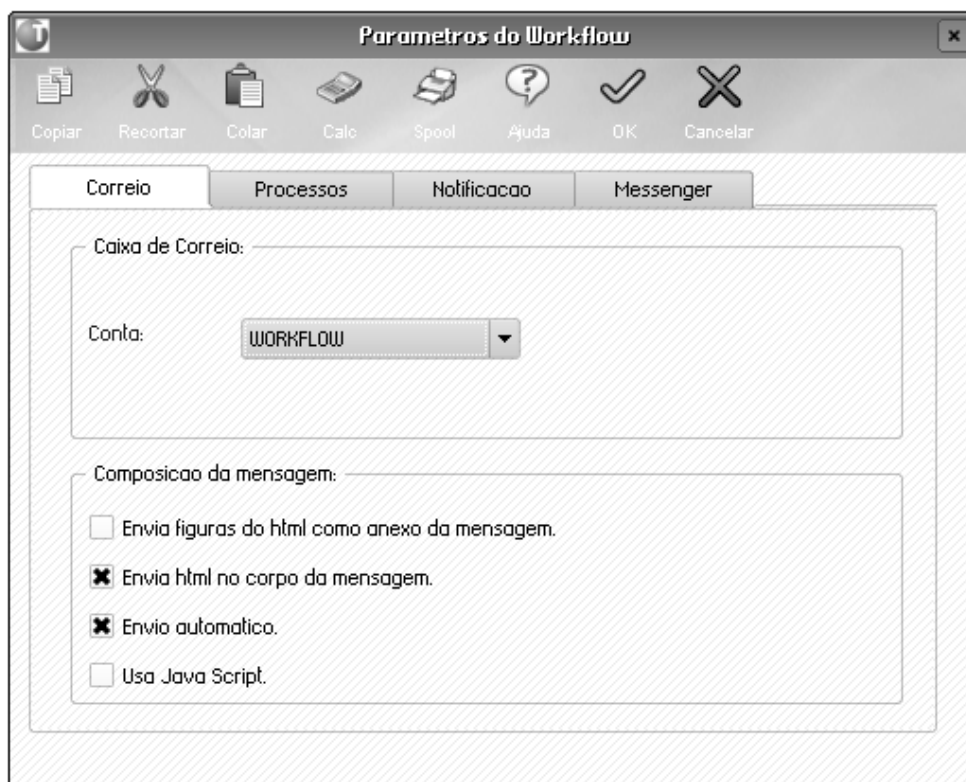 Parametros do Workflow
Copiar Recortar Colar Calc Spool Ajuda OK Cancelar
Correio Processos Notificacao Messenger
Caixa de Correio:
Conta: WORKFLOW
Composicao da mensagem:
Envia figuras do html como anexo da mensagem.
Envia html no corpo da mensagem.
Envio automatico.
Usa Java Script.